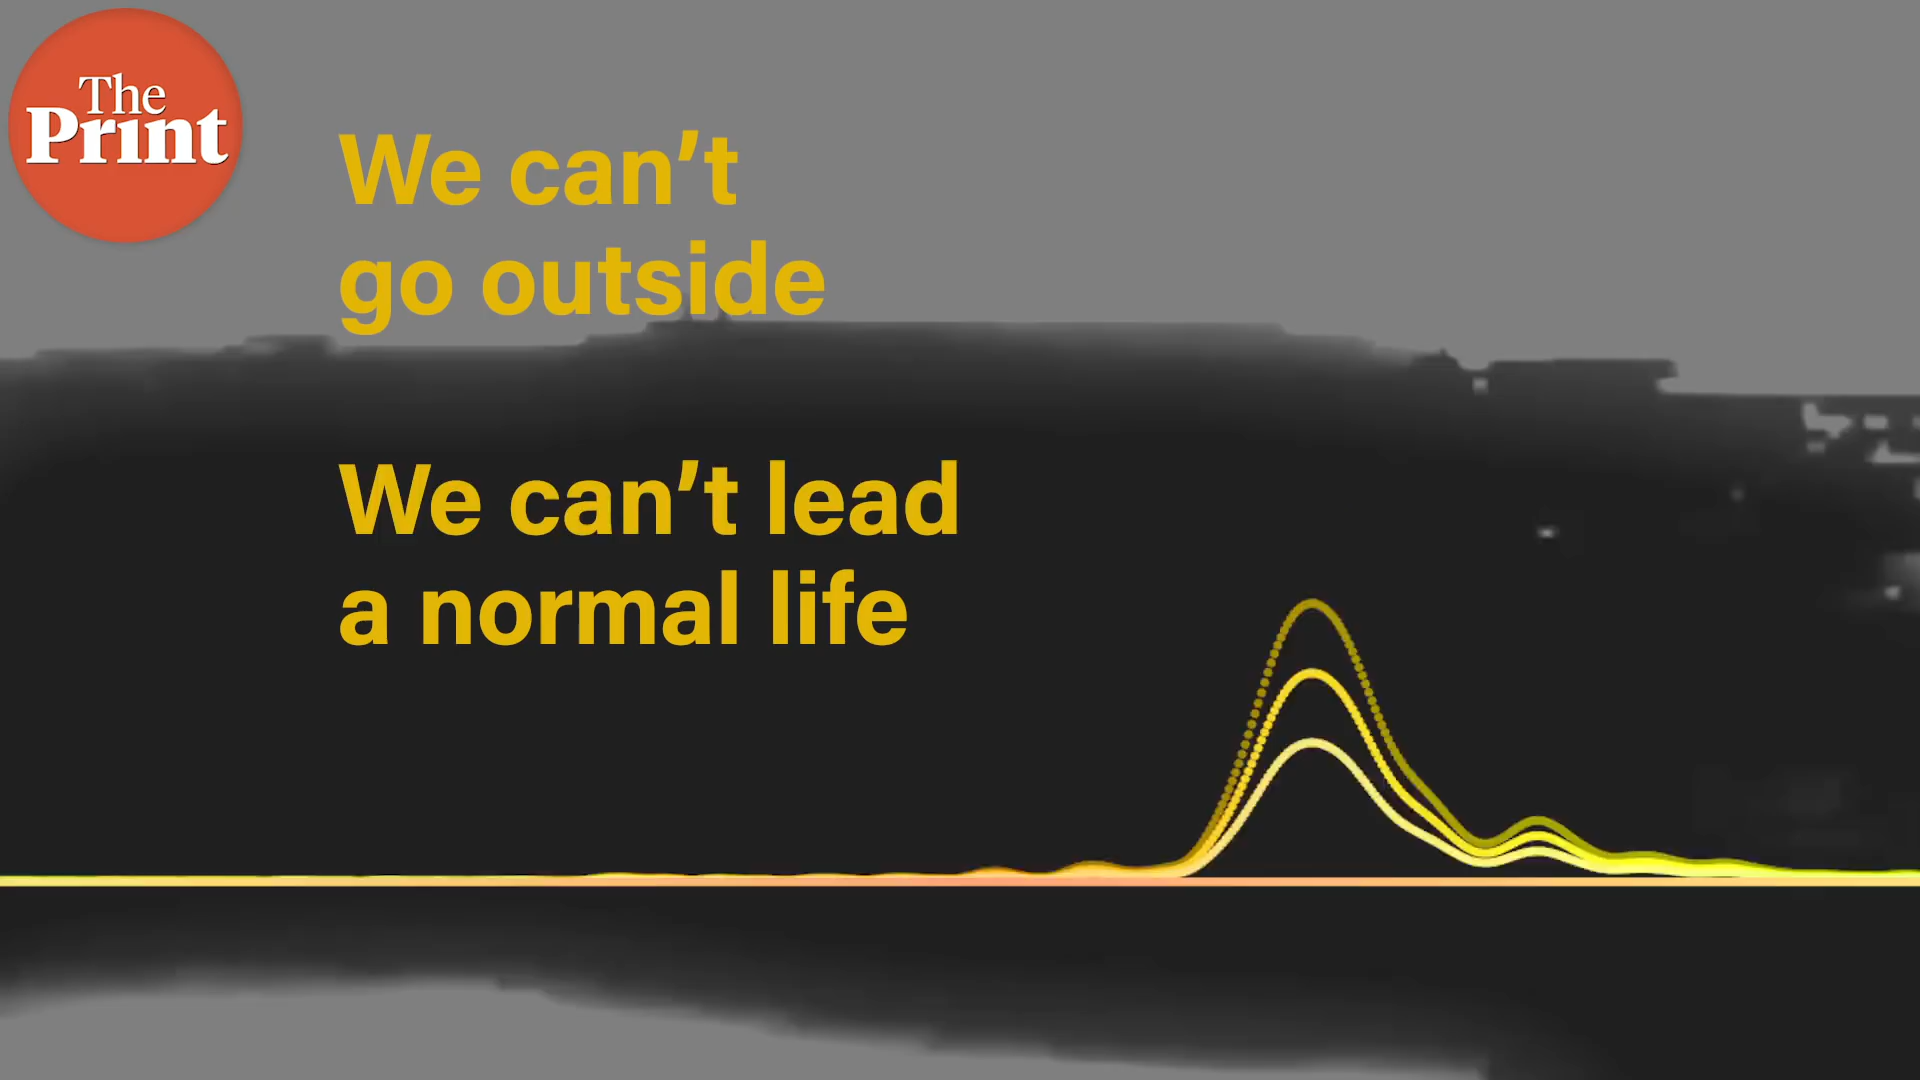 The
Print
We can’t
go outside
We can’t lead
a normal life